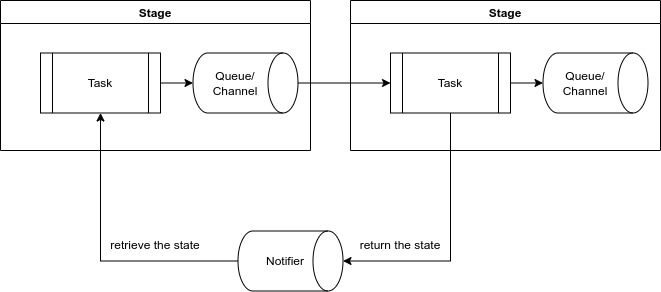 Stage
Stage
Task
Queue/
Channel
Task
Queue/
Channel
retrieve the state
Notifier
return the state